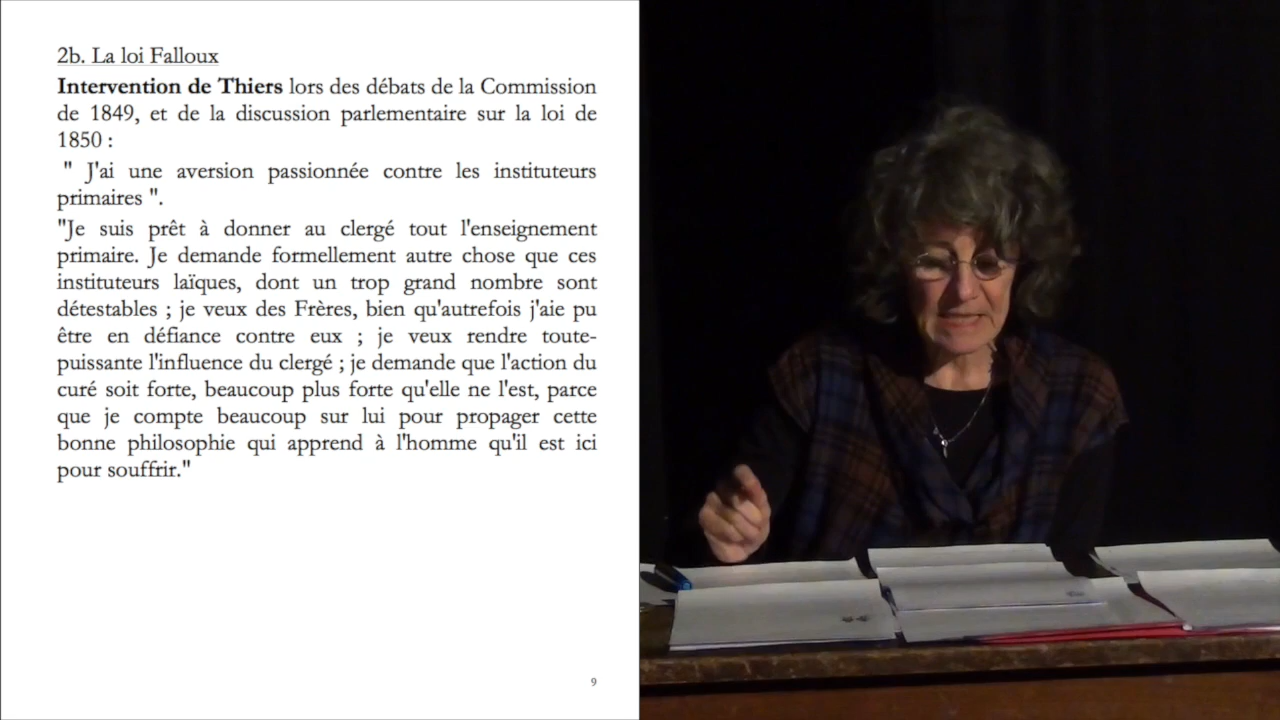 2b. La loi Falloux
Intervention de Thiers lors des débats de la Commission
de 1849, et de la discussion parlementaire sur la loi de
1850 :
" J'ai une aversion passionnée contre les instituteurs
primaires ".
"Je suis prêt à donner au clergé tout l'enseignement
primaire. Je demande formellement autre chose que ces
instituteurs laïques, dont un trop grand nombre sont
détestables ; je veux des Frères, bien qu'autrefois j'aie pu
être en défiance contre eux ; je veux rendre toute-
puissante l'influence du clergé ; je demande que l'action du
curé soit forte, beaucoup plus forte qu'elle ne l'est, parce
que je compte beaucoup sur lui pour propager cette
bonne philosophie qui apprend à l'homme qu'il est ici
pour souffrir."
9